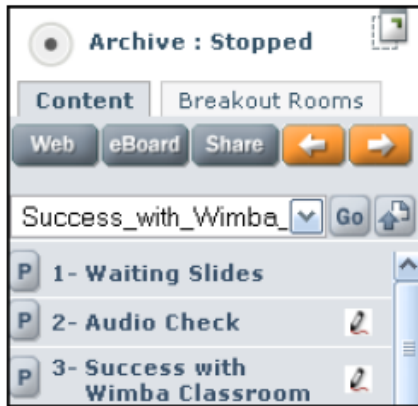 Archive : Stopped
Content Breakout Rooms
Web eBoard Share
Success_with_Wimba_ Go
P 1- Waiting Slides
P 2- Audio Check
P 3- Success with
Wimba Classroom